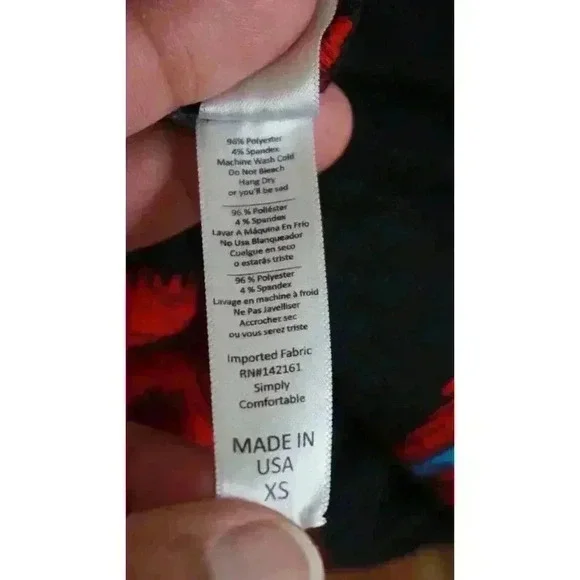 96% Polyester
4% Spandex
Machine Wash Cold
Do Not Bleach
Hang Dry
or you'll be sad
96 % Poliéster
4 % Spandex
Lavar A Máquina En Frío
No Usa Blanqueador
Cuelgue en seco
o estarás triste
96 % Polyester
4 % Spandex
Lavage en machine à froid
Ne Pas Javelliser
Accrocher sec
ou vous serez triste
Imported Fabric
RN#142161
Simply
Comfortable
MADE IN
USA
XS